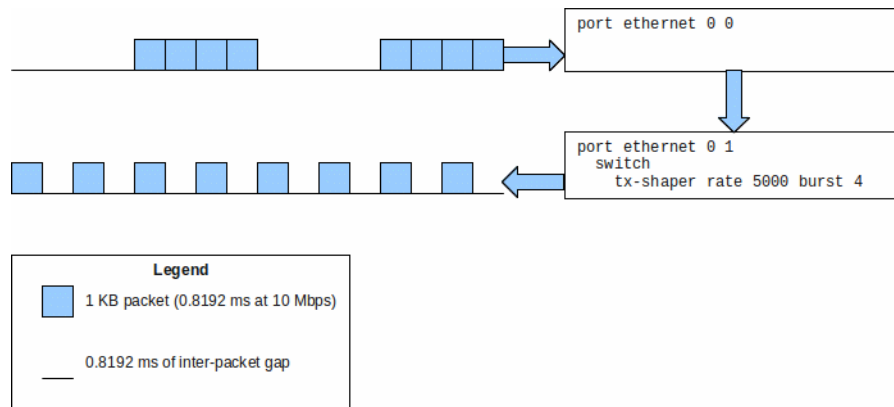 port ethernet 0 0
port ethernet 0 1
switch
tx-shaper rate 5000 burst 4
Legend
1 KB packet (0.8192 ms at 10 Mbps)
0.8192 ms of inter-packet gap